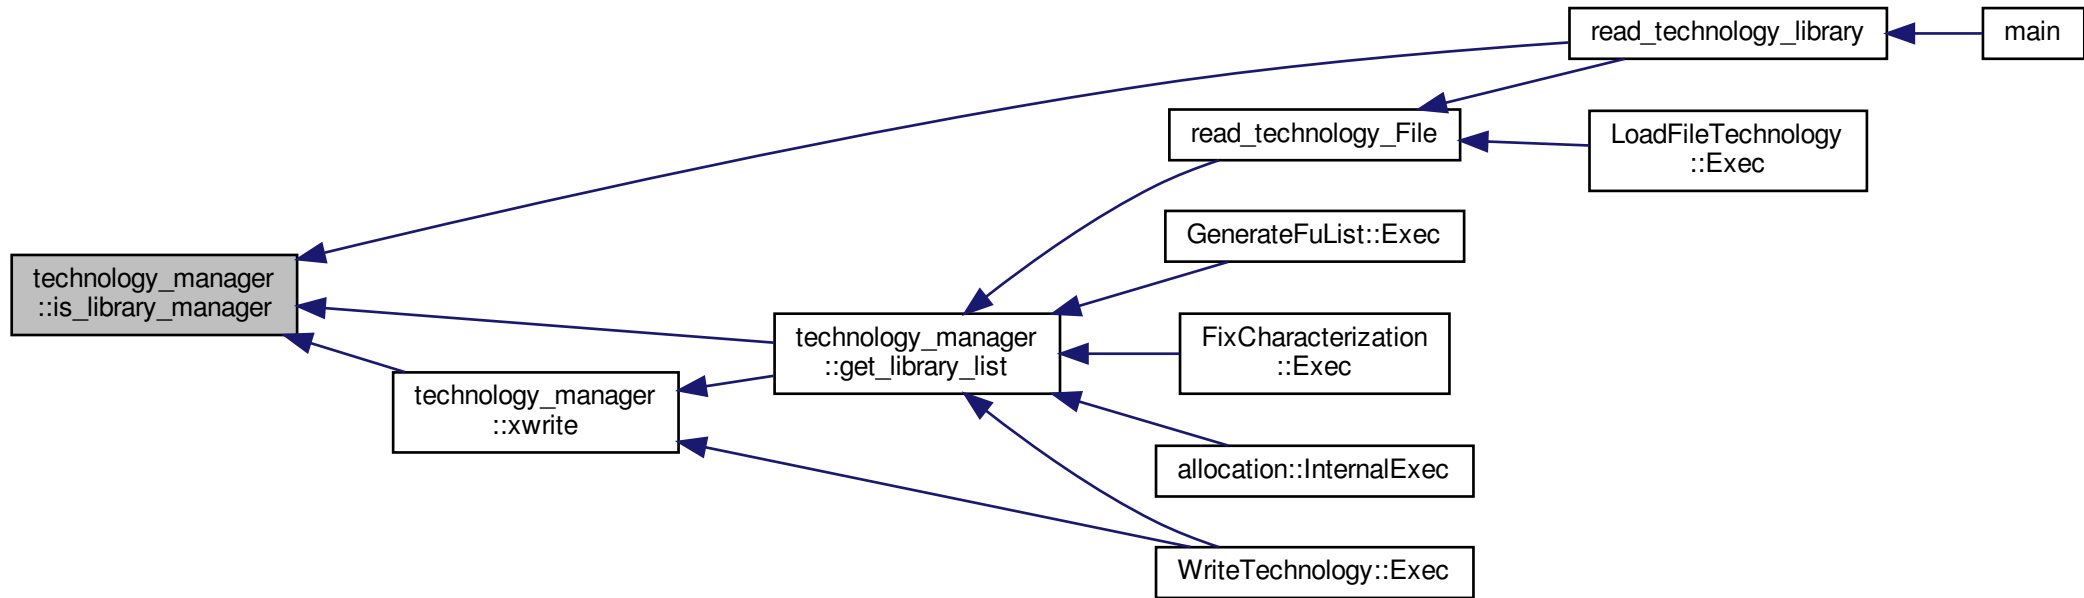 read_technology_library
main
read_technology_File
LoadFileTechnology
::Exec
GenerateFuList::Exec
technology_manager
::is_library_manager
technology_manager
::get_library_list
FixCharacterization
::Exec
technology_manager
::xwrite
allocation::InternalExec
WriteTechnology::Exec